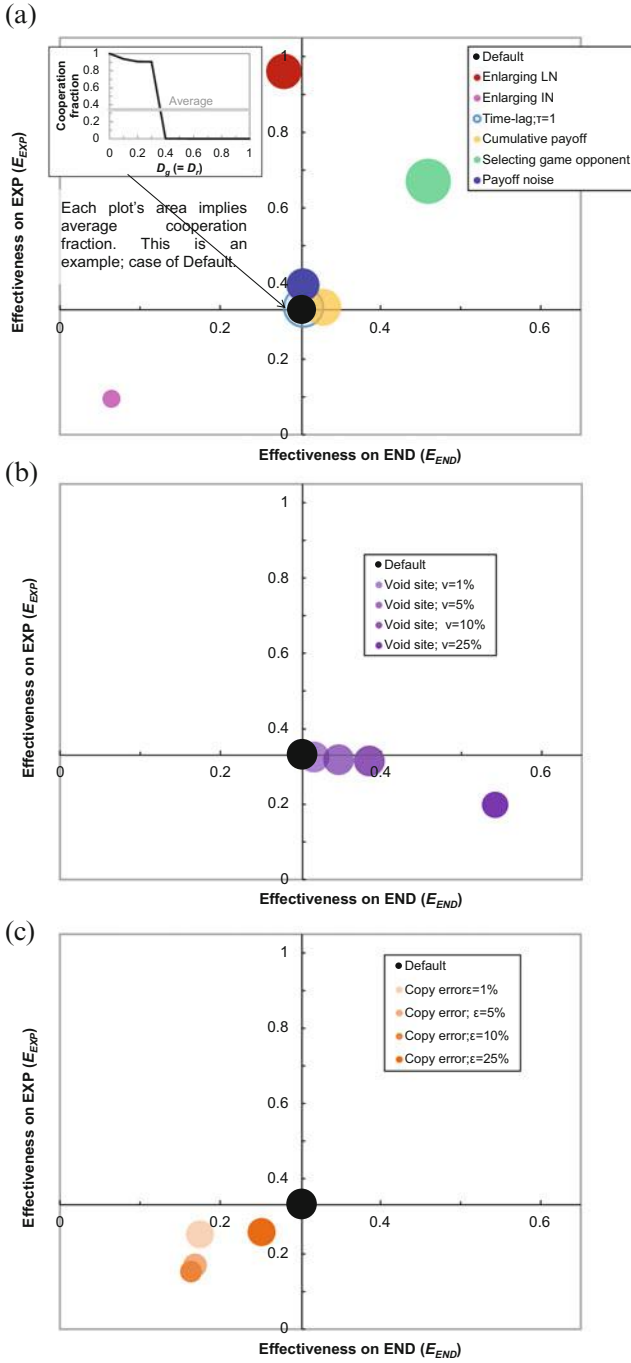 (a)
1
0.8
0.6
0.4
0.2
0
Cooperation
fraction
Average
0 0.2 0.4 0.6 0.8 1
Dg (= Dr)
Each plot's area implies
average cooperation
fraction. This is an
example; case of Default.
Default
Enlarging LN
Enlarging IN
Time-lag;τ=1
Cumulative payoff
Selecting game opponent
Payoff noise
1
0.8
0.6
0.4
0.2
0
0 0.2 0.4 0.6
Effectiveness on EXP (EEXP)
Effectiveness on END (EEND)
(b)
Default
Void site; v=1%
Void site; v=5%
Void site; v=10%
Void site; v=25%
1
0.8
0.6
0.4
0.2
0
0 0.2 0.4 0.6
Effectiveness on EXP (EEXP)
Effectiveness on END (EEND)
(c)
Default
Copy errorε=1%
Copy error; ε=5%
Copy error;ε=10%
Copy error;ε=25%
1
0.8
0.6
0.4
0.2
0
0 0.2 0.4 0.6
Effectiveness on EXP (EEXP)
Effectiveness on END (EEND)